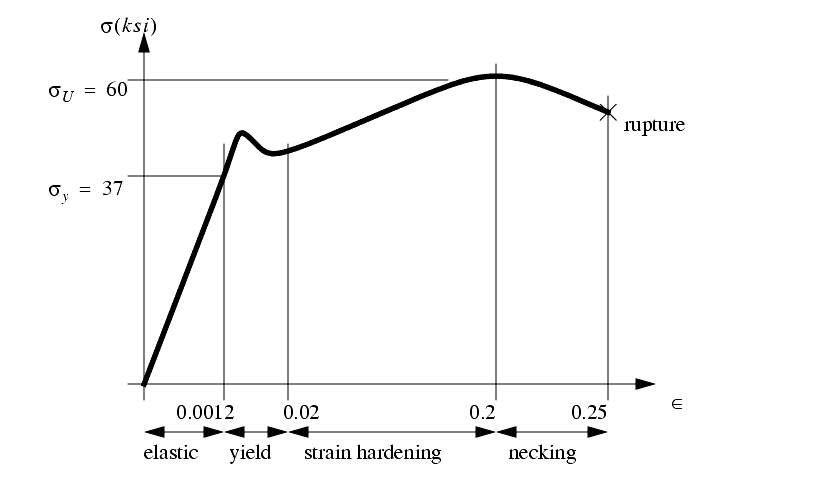 σ(ksi)
σU = 60
rupture
σy = 37
∈
0.0012 0.02 0.2 0.25
elastic yield strain hardening necking